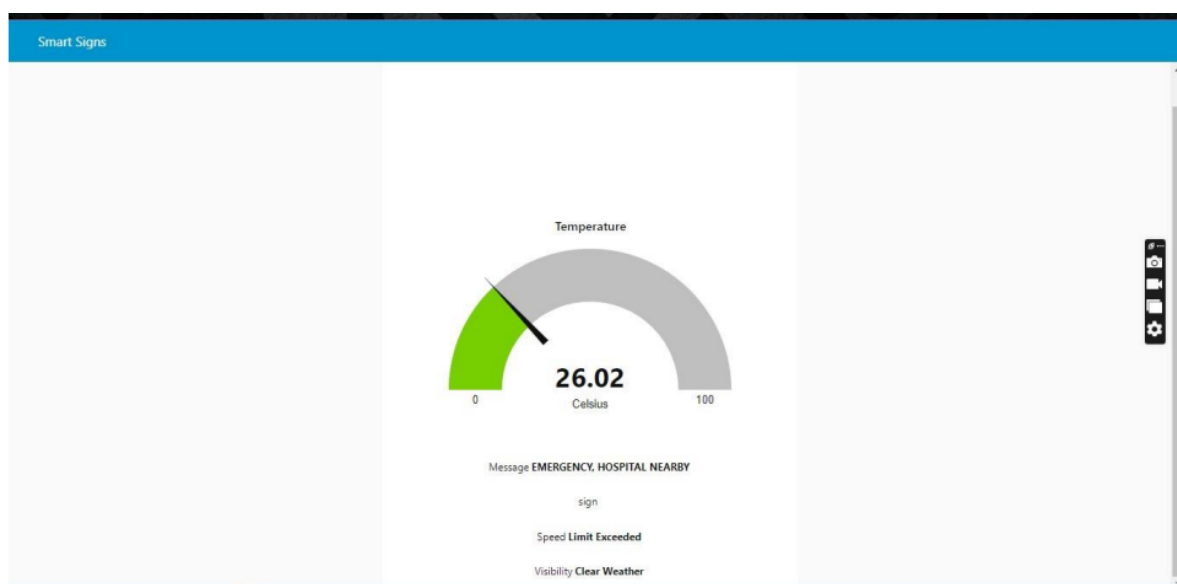 Smart Signs
Temperature
26.02
0
Celsius
100
Message EMERGENCY, HOSPITAL NEARBY
sign
Speed Limit Exceeded
Visibility Clear Weather